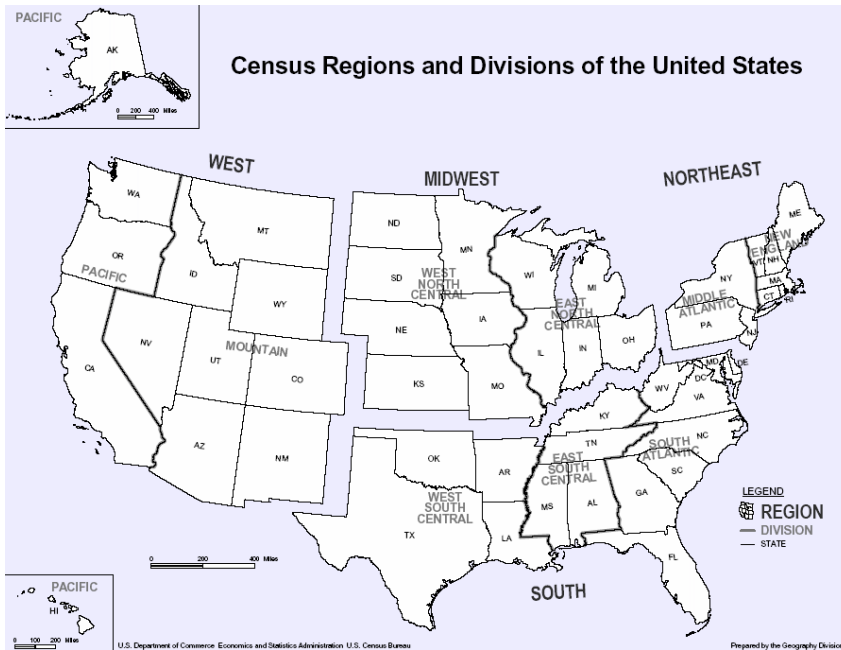 PACIFIC
AK
0 200 400 Miles
Census Regions and Divisions of the United States
WEST
MIDWEST
NORTHEAST
WA
MT
ND
MN
ME
OR
ID
SD
WI
MI
NY
VT
NH
NEW
ENGLAND
MA
CT
RI
PACIFIC
WY
WEST
NORTH
CENTRAL
IA
EAST
NORTH
CENTRAL
MIDDLE
ATLANTIC
PA
NJ
NV
UT
MOUNTAIN
CO
NE
IL
IN
OH
CA
KS
MO
WV
MD
DE
DC
VA
KY
AZ
NM
OK
AR
TN
NC
SOUTH
ATLANTIC
SC
EAST
SOUTH
CENTRAL
MS
AL
GA
WEST
SOUTH
CENTRAL
TX
LA
FL
LEGEND
REGION
DIVISION
STATE
0 200 400 Miles
SOUTH
PACIFIC
HI
0 100 200 Miles
U.S. Department of Commerce Economics and Statistics Administration U.S. Census Bureau
Prepared by the Geography Division